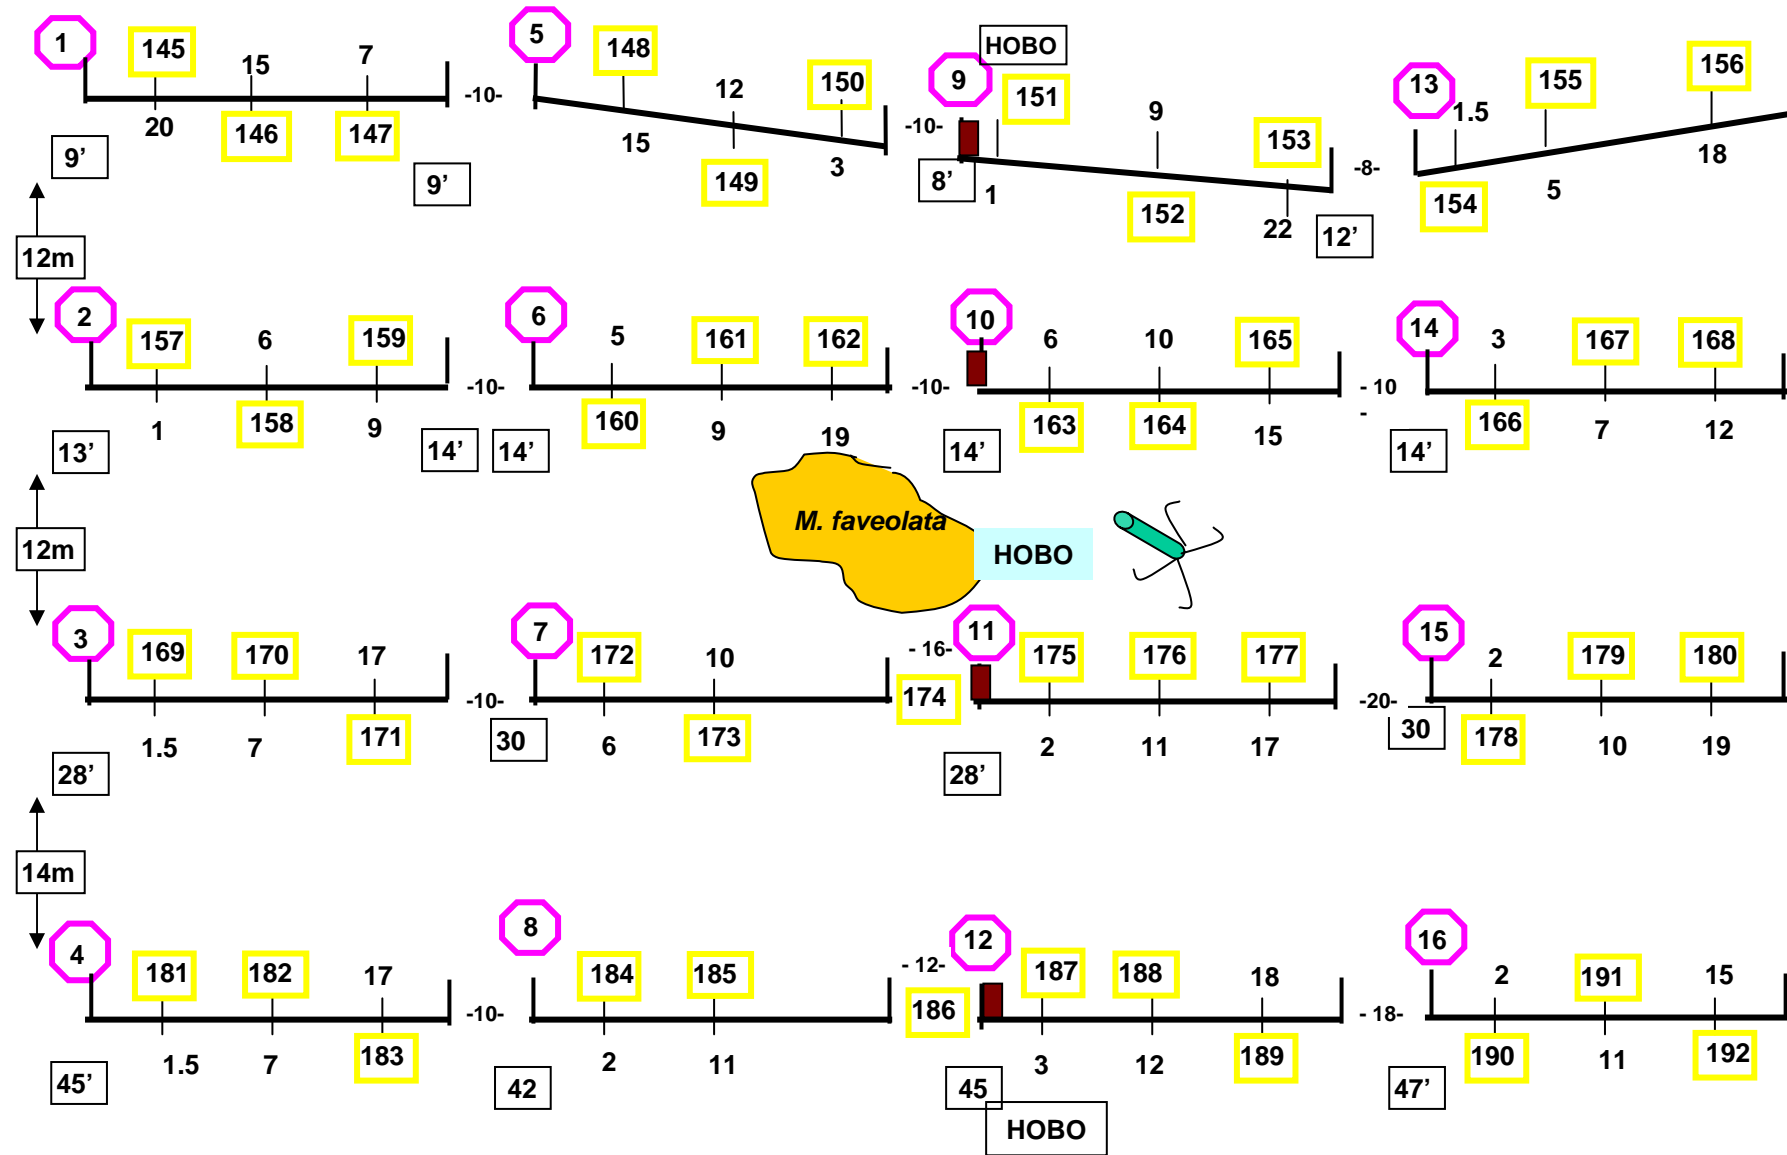 1 145 15 7 -10- 5 148 12 150 9 HOBO 151 9 153 13 1.5 155 156
20 146 147 15 149 3 -10- 1 152 22 -8- 154 5 18
9' 9' 8' 12'
12m
2 157 6 159 -10- 6 5 161 162 -10- 10 6 10 165 - 10 14 3 167 168
-
1 158 9 160 9 19 163 164 15 166 7 12
13' 14' 14' 14' 14'
12m
M. faveolata
HOBO
3 169 170 17 -10- 7 172 10 - 16- 11 175 176 177 -20- 15 2 179 180
174
1.5 7 171 6 173 2 11 17 178 10 19
28' 30 28' 30
14m
4 181 182 17 -10- 8 184 185 - 12- 12 187 188 18 - 18- 16 2 191 15
186
1.5 7 183 2 11 3 12 189 190 11 192
45' 42 45 47'
HOBO